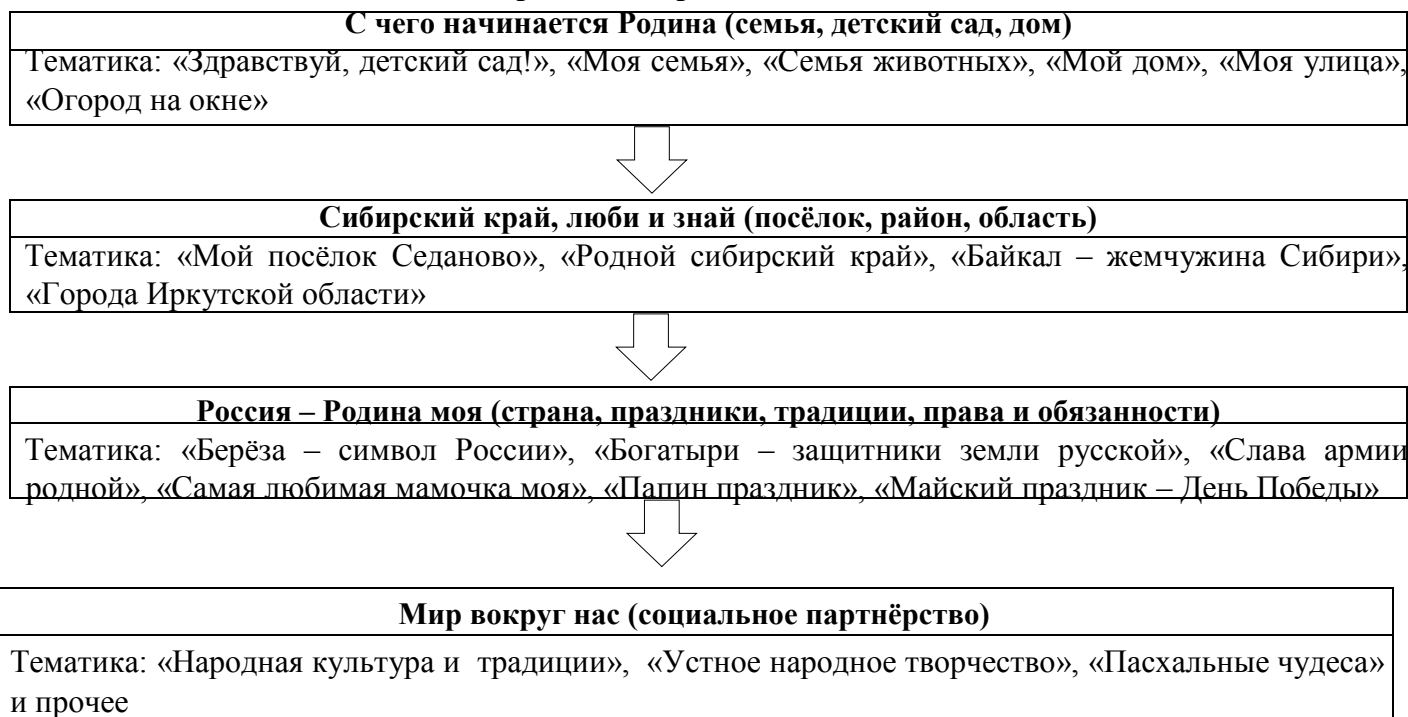 С чего начинается Родина (семья, детский сад, дом)
Тематика: «Здравствуй, детский сад!», «Моя семья», «Семья животных», «Мой дом», «Моя улица»,
«Огород на окне»
Сибирский край, люби и знай (посёлок, район, область)
Тематика: «Мой посёлок Седаново», «Родной сибирский край», «Байкал – жемчужина Сибири»,
«Города Иркутской области»
Россия – Родина моя (страна, праздники, традиции, права и обязанности)
Тематика: «Берёза – символ России», «Богатыри – защитники земли русской», «Слава армии
родной», «Самая любимая мамочка моя», «Папин праздник», «Майский праздник – День Победы»
Мир вокруг нас (социальное партнёрство)
Тематика: «Народная культура и традиции», «Устное народное творчество», «Пасхальные чудеса»
и прочее